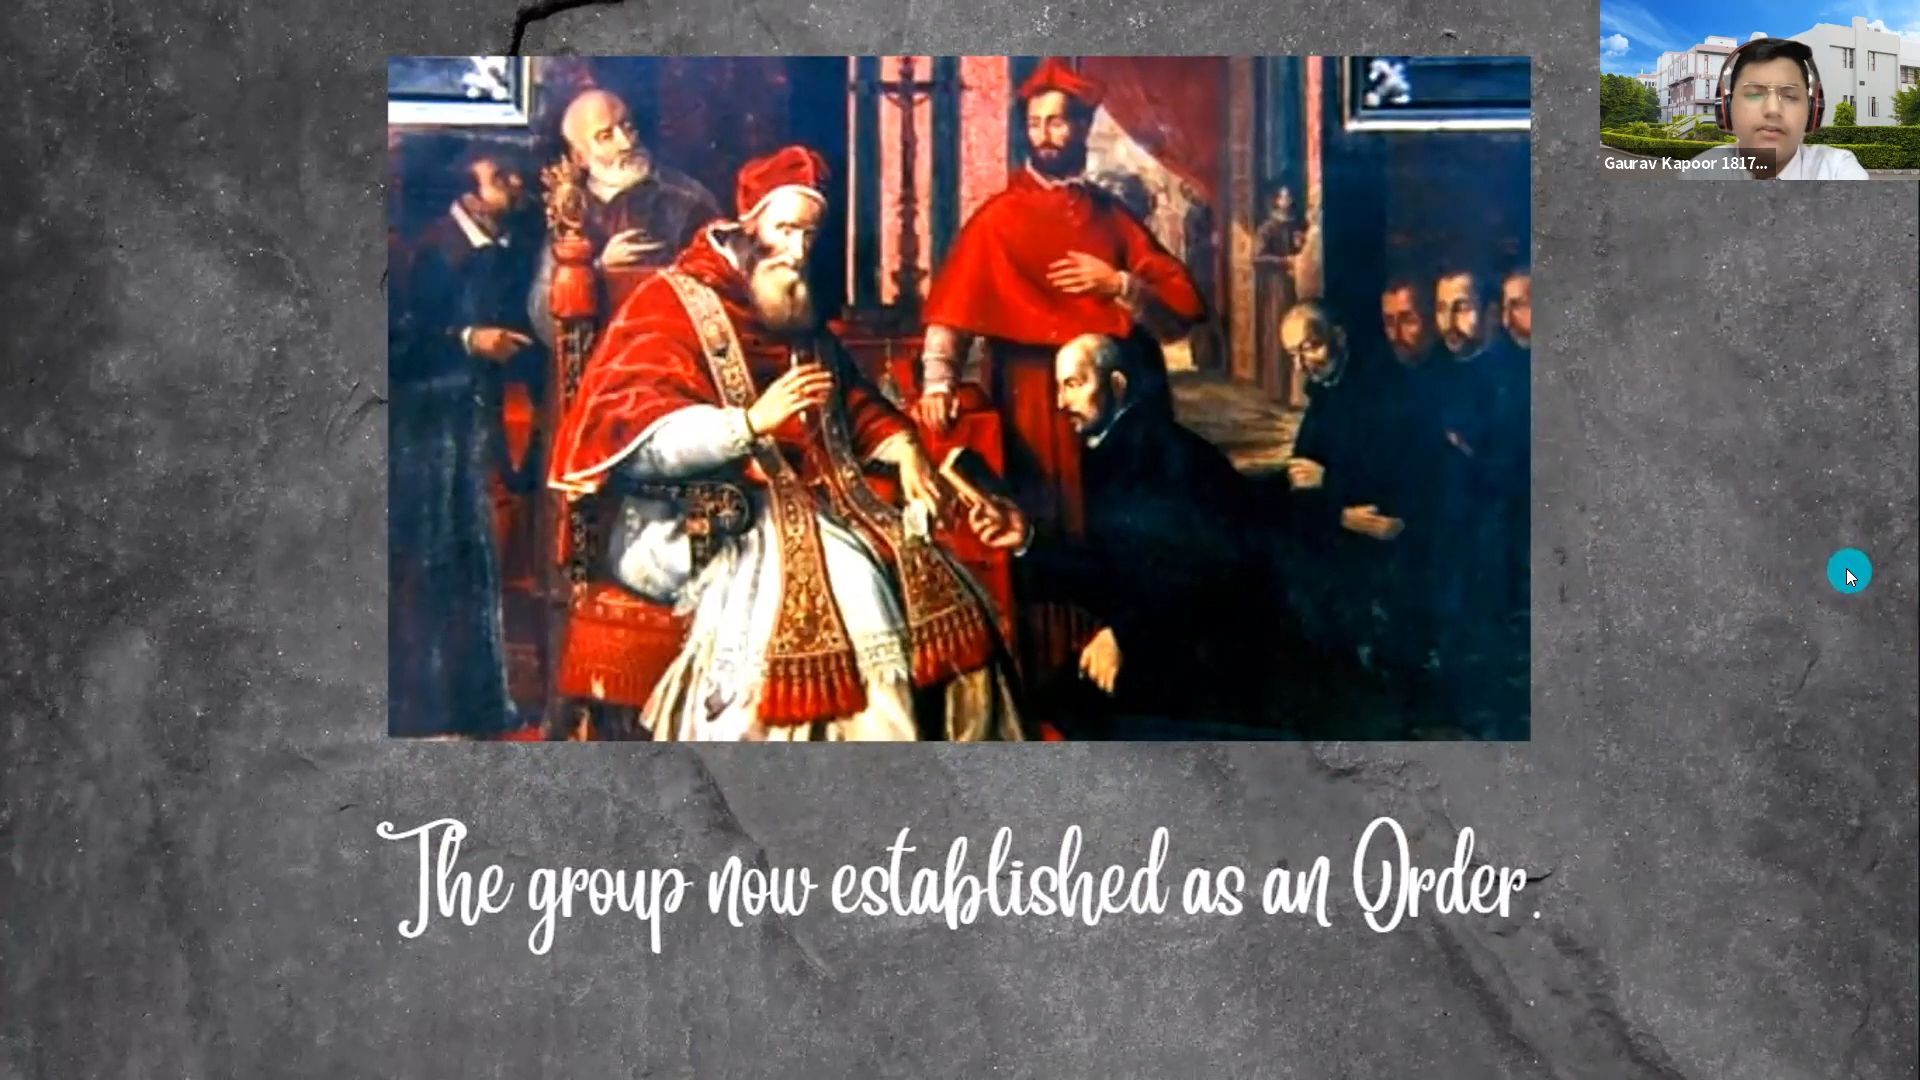 Gaurav Kapoor 1817...
The group now established as an Order.